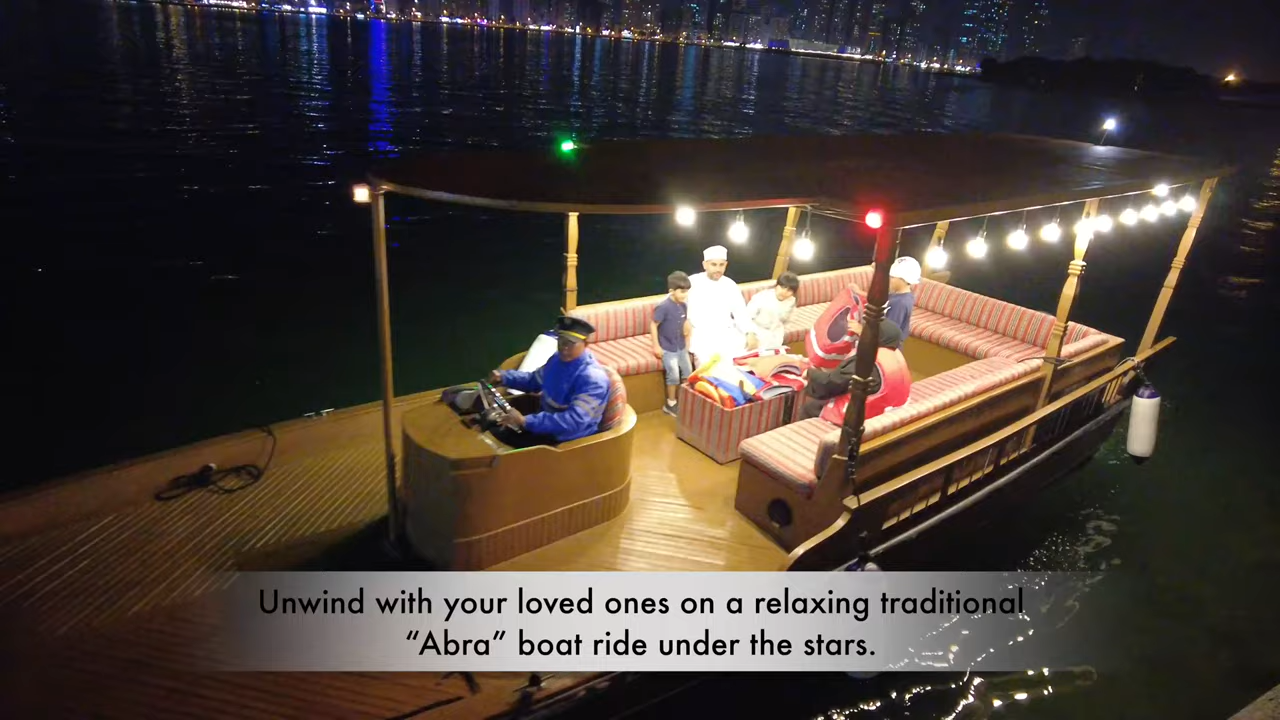 Unwind with your loved ones on a relaxing traditional
“Abra” boat ride under the stars.